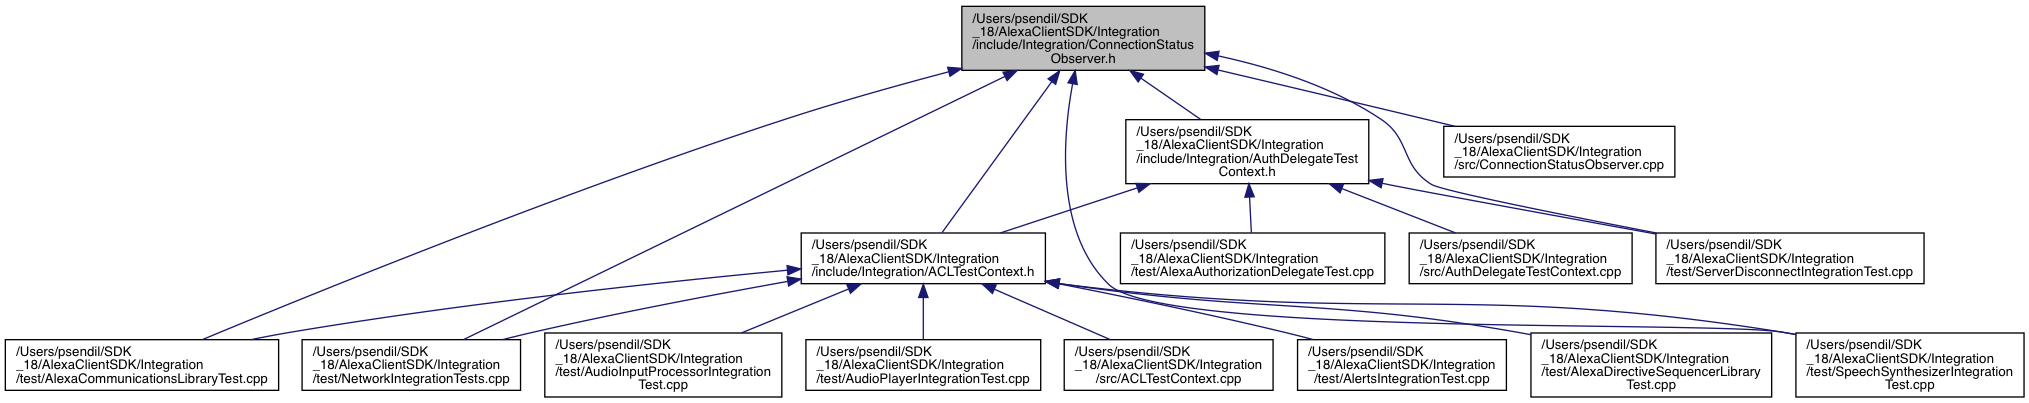 /Users/psendil/SDK
_18/AlexaClientSDK/Integration
/include/Integration/ConnectionStatus
Observer.h
/Users/psendil/SDK
_18/AlexaClientSDK/Integration
/include/Integration/AuthDelegateTest
Context.h
/Users/psendil/SDK
_18/AlexaClientSDK/Integration
/src/ConnectionStatusObserver.cpp
/Users/psendil/SDK
_18/AlexaClientSDK/Integration
/include/Integration/ACLTestContext.h
/Users/psendil/SDK
_18/AlexaClientSDK/Integration
/test/AlexaAuthorizationDelegateTest.cpp
/Users/psendil/SDK
_18/AlexaClientSDK/Integration
/src/AuthDelegateTestContext.cpp
/Users/psendil/SDK
_18/AlexaClientSDK/Integration
/test/ServerDisconnectIntegrationTest.cpp
/Users/psendil/SDK
_18/AlexaClientSDK/Integration
/test/AlexaCommunicationsLibraryTest.cpp
/Users/psendil/SDK
_18/AlexaClientSDK/Integration
/test/NetworkIntegrationTests.cpp
/Users/psendil/SDK
_18/AlexaClientSDK/Integration
/test/AudioInputProcessorIntegration
Test.cpp
/Users/psendil/SDK
_18/AlexaClientSDK/Integration
/test/AudioPlayerIntegrationTest.cpp
/Users/psendil/SDK
_18/AlexaClientSDK/Integration
/src/ACLTestContext.cpp
/Users/psendil/SDK
_18/AlexaClientSDK/Integration
/test/AlertsIntegrationTest.cpp
/Users/psendil/SDK
_18/AlexaClientSDK/Integration
/test/AlexaDirectiveSequencerLibrary
Test.cpp
/Users/psendil/SDK
_18/AlexaClientSDK/Integration
/test/SpeechSynthesizerIntegration
Test.cpp